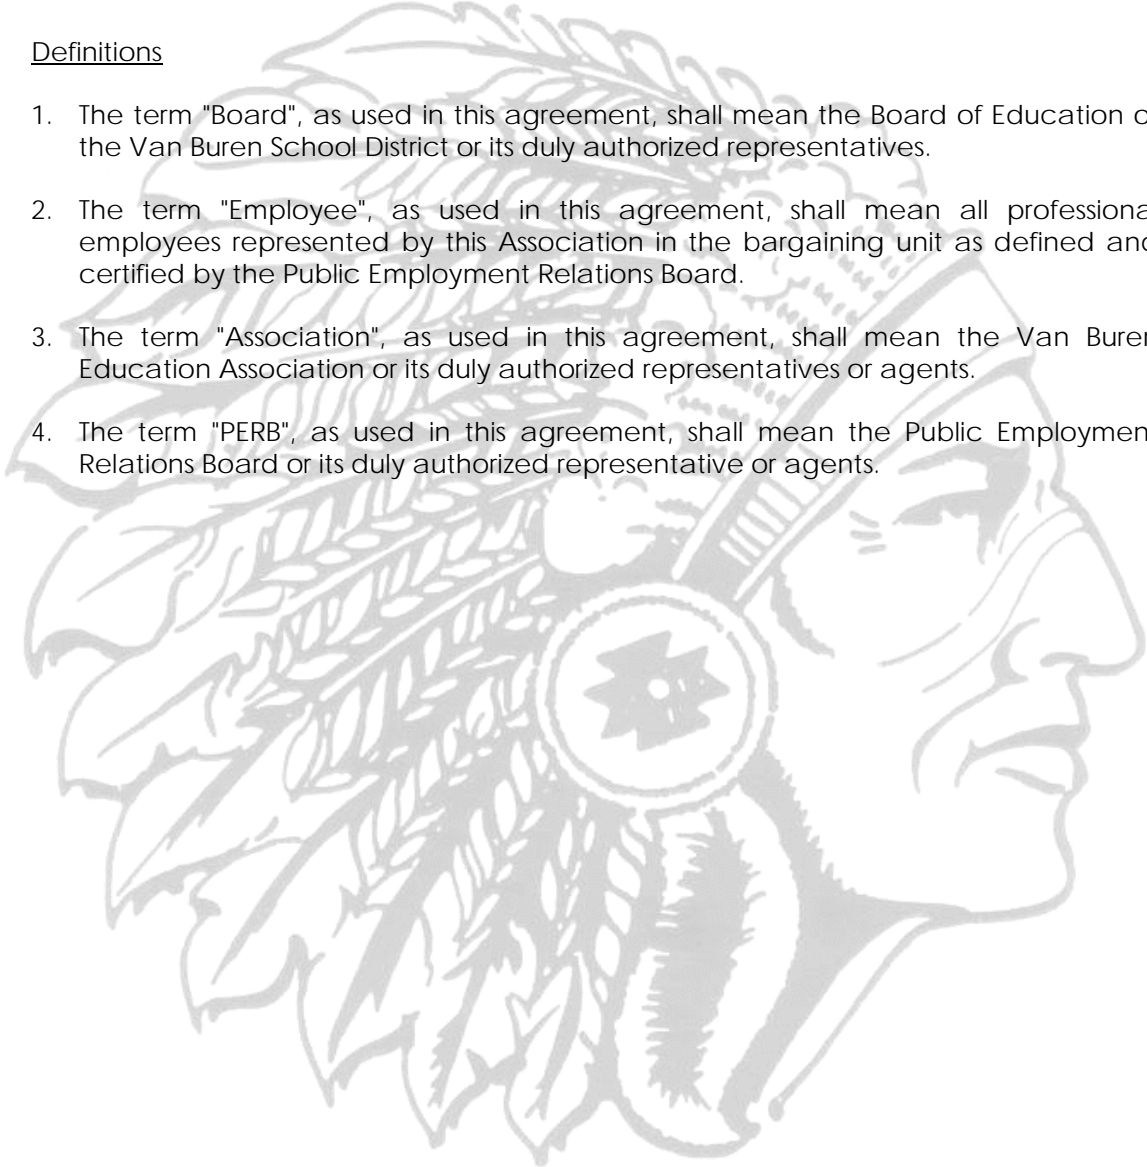 Definitions
1. The term "Board", as used in this agreement, shall mean the Board of Education o
the Van Buren School District or its duly authorized representatives.
2. The term "Employee", as used in this agreement, shall mean all professiona
employees represented by this Association in the bargaining unit as defined and
certified by the Public Employment Relations Board.
3. The term "Association", as used in this agreement, shall mean the Van Buren
Education Association or its duly authorized representatives or agents.
4. The term "PERB", as used in this agreement, shall mean the Public Employmen
Relations Board or its duly authorized representative or agents.